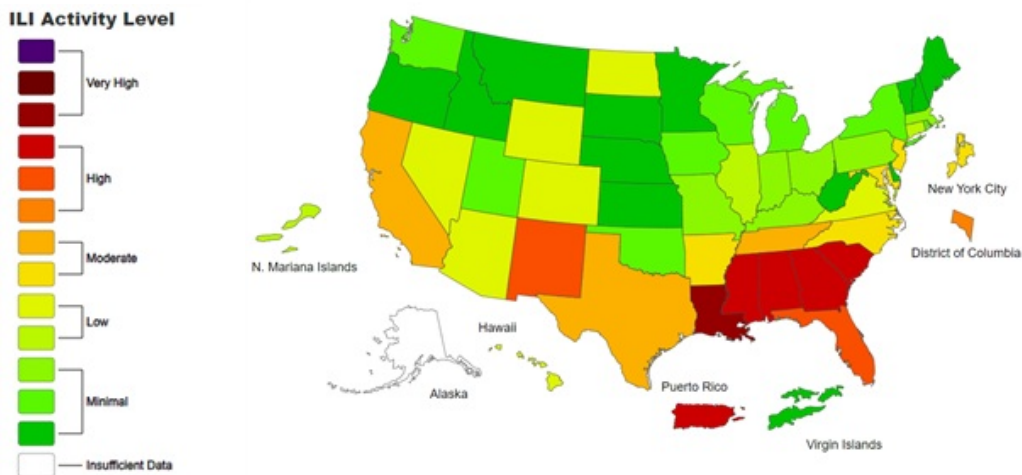 ILI Activity Level
Very High
High
Moderate
Low
Minimal
Insufficient Data
New York City
District of Columbia
N. Mariana Islands
Hawaii
Alaska
Puerto Rico
Virgin Islands